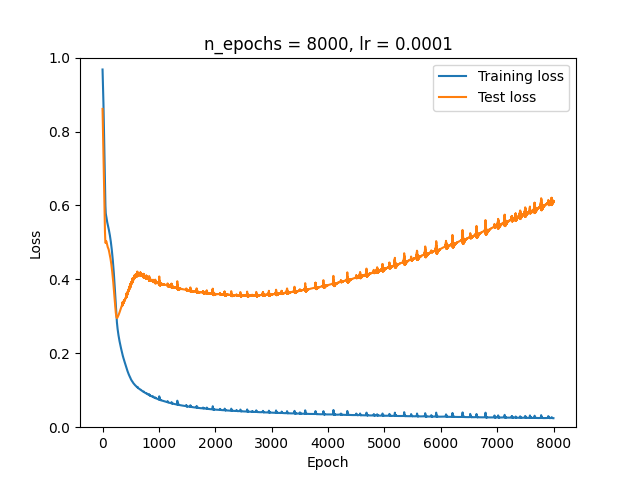 n_epochs = 8000, lr = 0.0001
Training loss
Test loss
1.0
0.8
0.6
0.4
0.2
0.0
Loss
0 1000 2000 3000 4000 5000 6000 7000 8000
Epoch